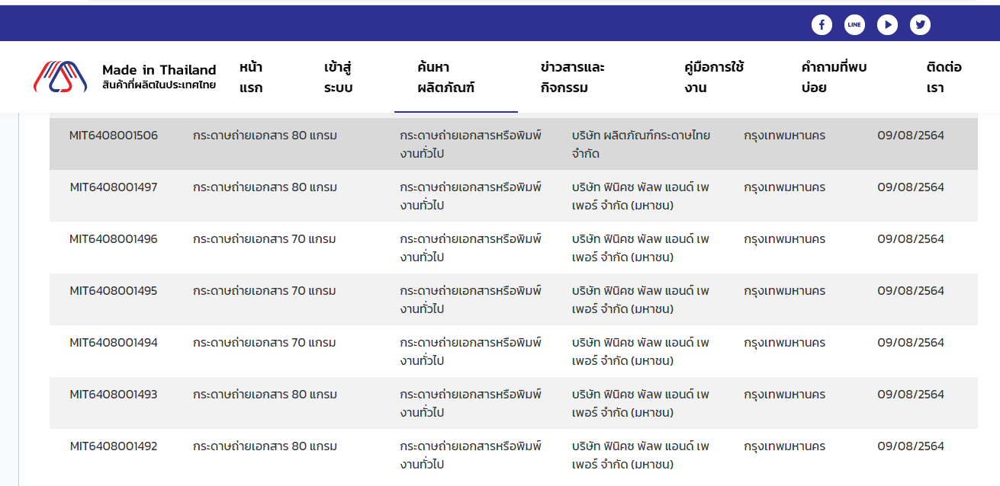 LINE
Made in Thailand
สินค้าที่ผลิตในประเทศไทย
หน้า
แรก
เข้าสู่
ระบบ
ค้นหา
ผลิตภัณฑ์
ข่าวสารและ
กิจกรรม
คู่มือการใช้
งาน
คำถามที่พบ
บ่อย
ติดต่อ
เรา
MIT6408001506 กระดาษถ่ายเอกสาร 80 แกรม กระดาษถ่ายเอกสารหรือพิมพ์ บริษัท ผลิตภัณฑ์กระดาษไทย กรุงเทพมหานคร 09/08/2564
งานทั่วไป จำกัด
MIT6408001497 กระดาษถ่ายเอกสาร 80 แกรม กระดาษถ่ายเอกสารหรือพิมพ์ บริษัท ฟินิคซ พัลพ แอนด์ เพ กรุงเทพมหานคร 09/08/2564
งานทั่วไป เพอร์ จำกัด (มหาชน)
MIT6408001496 กระดาษถ่ายเอกสาร 70 แกรม กระดาษถ่ายเอกสารหรือพิมพ์ บริษัท ฟินิคซ พัลพ แอนด์ เพ กรุงเทพมหานคร 09/08/2564
งานทั่วไป เพอร์ จำกัด (มหาชน)
MIT6408001495 กระดาษถ่ายเอกสาร 70 แกรม กระดาษถ่ายเอกสารหรือพิมพ์ บริษัท ฟินิคซ พัลพ แอนด์ เพ กรุงเทพมหานคร 09/08/2564
งานทั่วไป เพอร์ จำกัด (มหาชน)
MIT6408001494 กระดาษถ่ายเอกสาร 70 แกรม กระดาษถ่ายเอกสารหรือพิมพ์ บริษัท ฟินิคซ พัลพ แอนด์ เพ กรุงเทพมหานคร 09/08/2564
งานทั่วไป เพอร์ จำกัด (มหาชน)
MIT6408001493 กระดาษถ่ายเอกสาร 80 แกรม กระดาษถ่ายเอกสารหรือพิมพ์ บริษัท ฟินิคซ พัลพ แอนด์ เพ กรุงเทพมหานคร 09/08/2564
งานทั่วไป เพอร์ จำกัด (มหาชน)
MIT6408001492 กระดาษถ่ายเอกสาร 80 แกรม กระดาษถ่ายเอกสารหรือพิมพ์ บริษัท ฟินิคซ พัลพ แอนด์ เพ กรุงเทพมหานคร 09/08/2564
งานทั่วไป เพอร์ จำกัด (มหาชน)